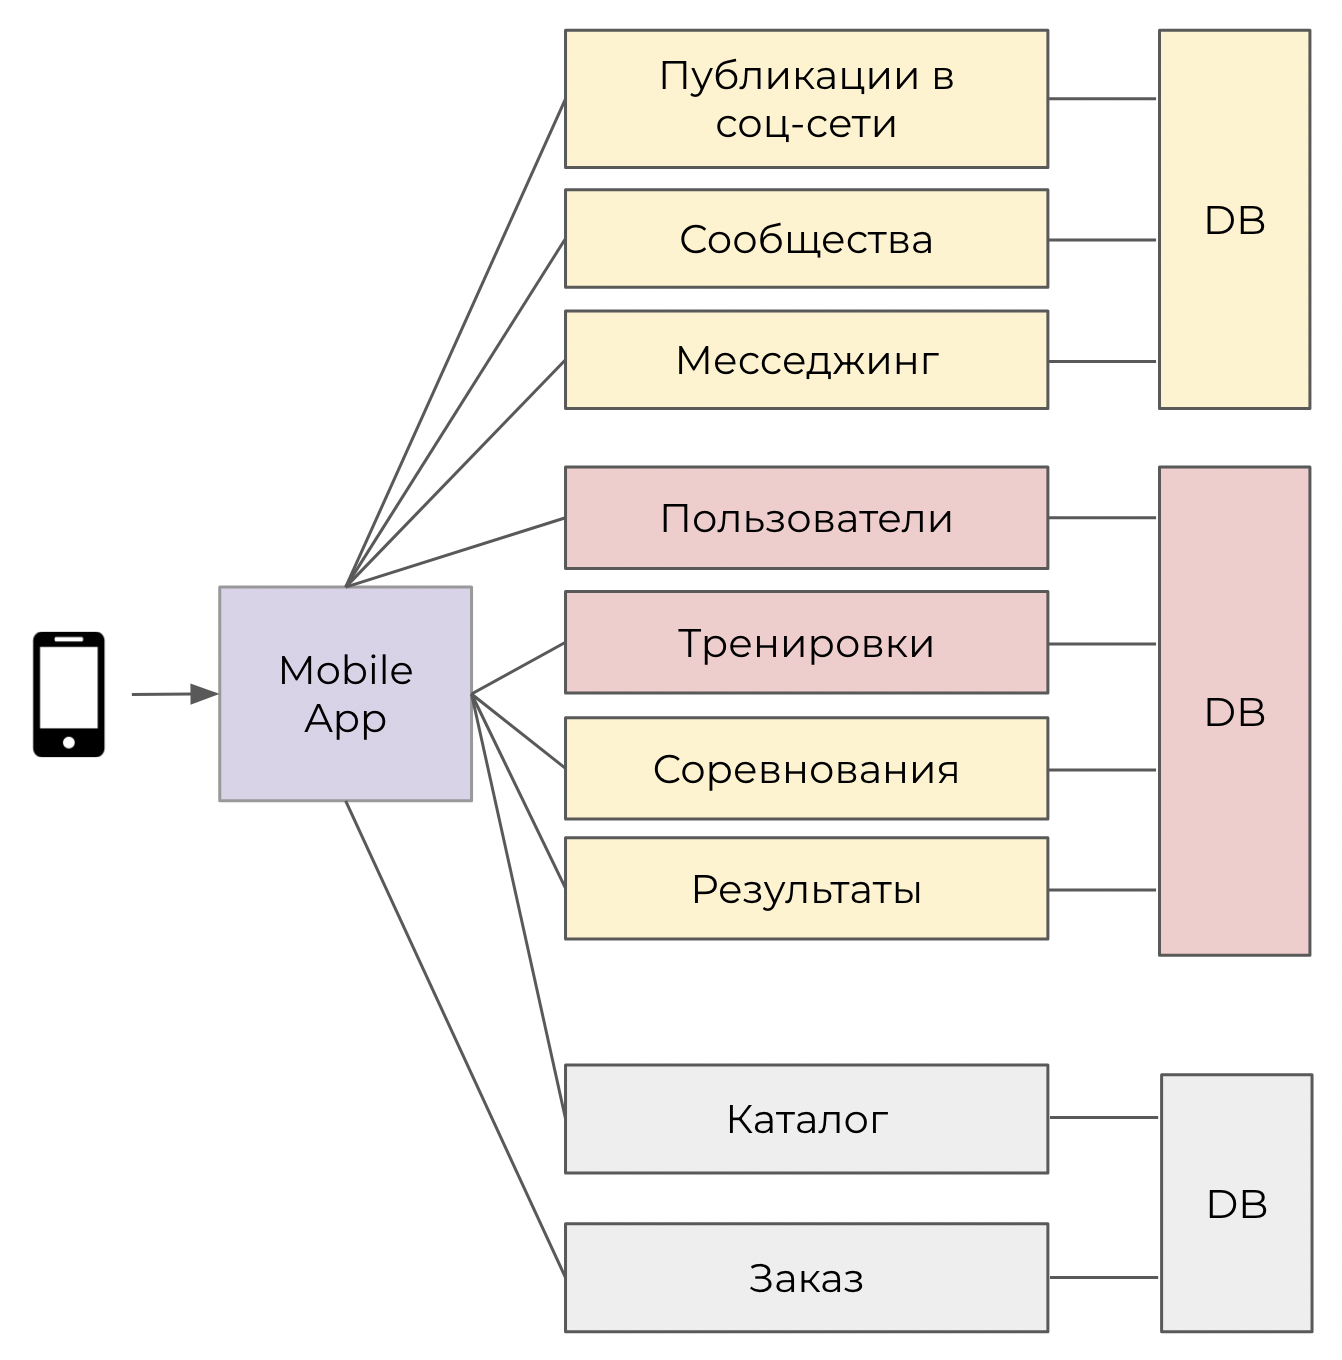 Публикации в
соц-сети
DB
Сообщества
Месседжинг
Пользователи
Mobile
App
Тренировки
DB
Соревнования
Результаты
Каталог
DB
Заказ